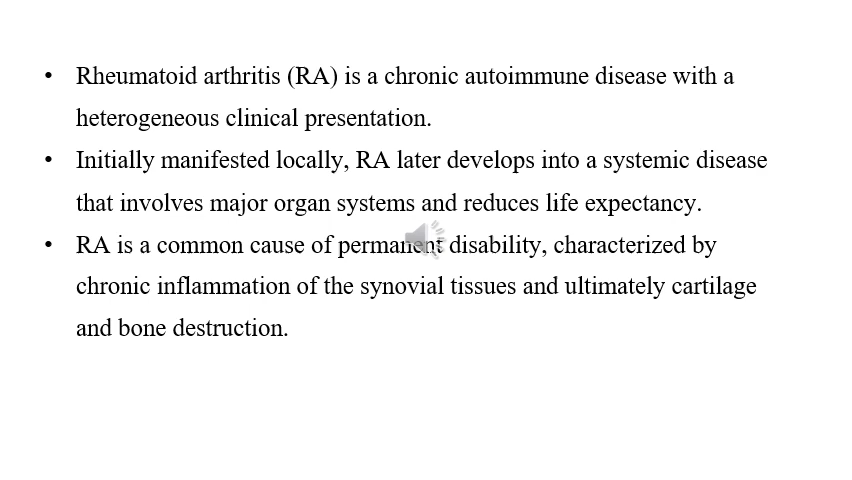 • Rheumatoid arthritis (RA) is a chronic autoimmune disease with a
heterogeneous clinical presentation.
• Initially manifested locally, RA later develops into a systemic disease
that involves major organ systems and reduces life expectancy.
• RA is a common cause of permanent disability, characterized by
chronic inflammation of the synovial tissues and ultimately cartilage
and bone destruction.